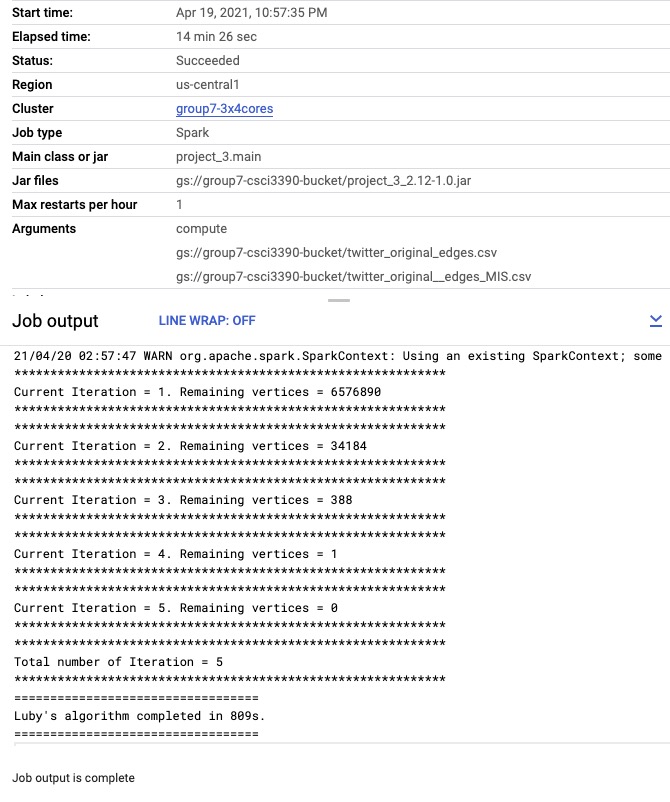 Start time: Apr 19, 2021, 10:57:35 PM
Elapsed time: 14 min 26 sec
Status: Succeeded
Region us-central1
Cluster group7-3x4cores
Job type Spark
Main class or jar project_3.main
Jar files gs://group7-csci3390-bucket/project_3_2.12-1.0.jar
Max restarts per hour 1
Arguments compute
gs://group7-csci3390-bucket/twitter_original_edges.csv
gs://group7-csci3390-bucket/twitter_original__edges_MIS.csv
Job output LINE WRAP: OFF
21/04/20 02:57:47 WARN org.apache.spark.SparkContext: Using an existing SparkContext; some
************************************************************
Current Iteration = 1. Remaining vertices = 6576890
************************************************************
************************************************************
Current Iteration = 2. Remaining vertices = 34184
************************************************************
************************************************************
Current Iteration = 3. Remaining vertices = 388
************************************************************
************************************************************
Current Iteration = 4. Remaining vertices = 1
************************************************************
************************************************************
Current Iteration = 5. Remaining vertices = 0
************************************************************
************************************************************
Total number of Iteration = 5
************************************************************
==================================
Luby's algorithm completed in 809s.
==================================
Job output is complete